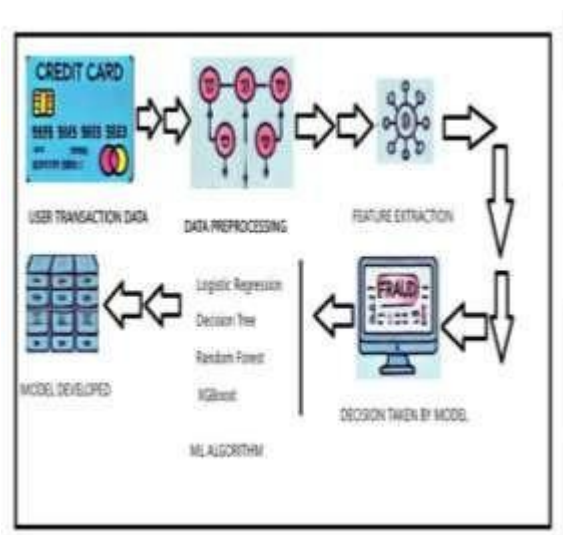 CREDIT CARD
USER TRANSACTION DATA
DATA PREPROCESSING
FEATURE EXTRACTION
FRAUD
DECISION TAKEN BY MODEL
Logistic Regression
Decision Tree
Random Forest
XGBoost
ML ALGORITHM
MODEL DEVELOPED